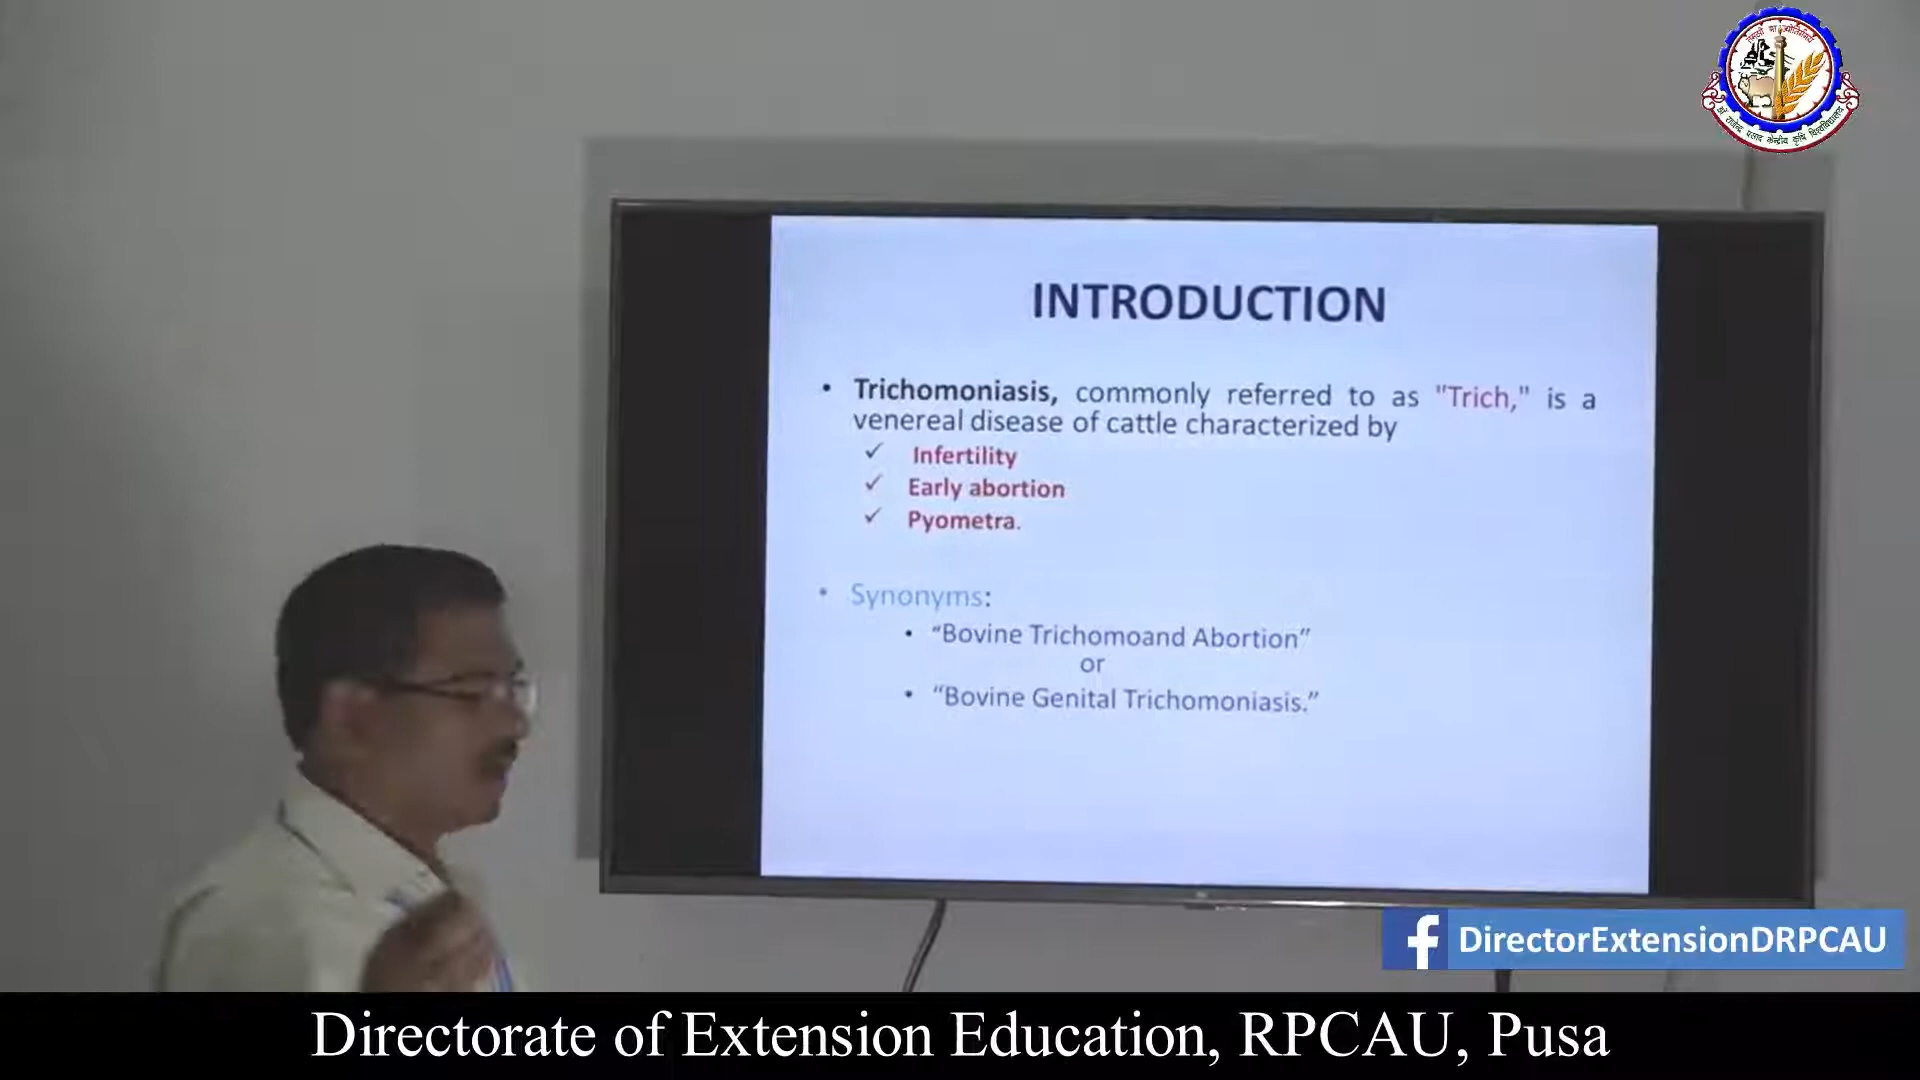 INTRODUCTION
• Trichomoniasis, commonly referred to as "Trich," is a
venereal disease of cattle characterized by
✓ Infertility
✓ Early abortion
✓ Pyometra.
• Synonyms:
• “Bovine Trichomoand Abortion”
or
• “Bovine Genital Trichomoniasis.”
DirectorExtensionDRPCAU
Directorate of Extension Education, RPCAU, Pusa